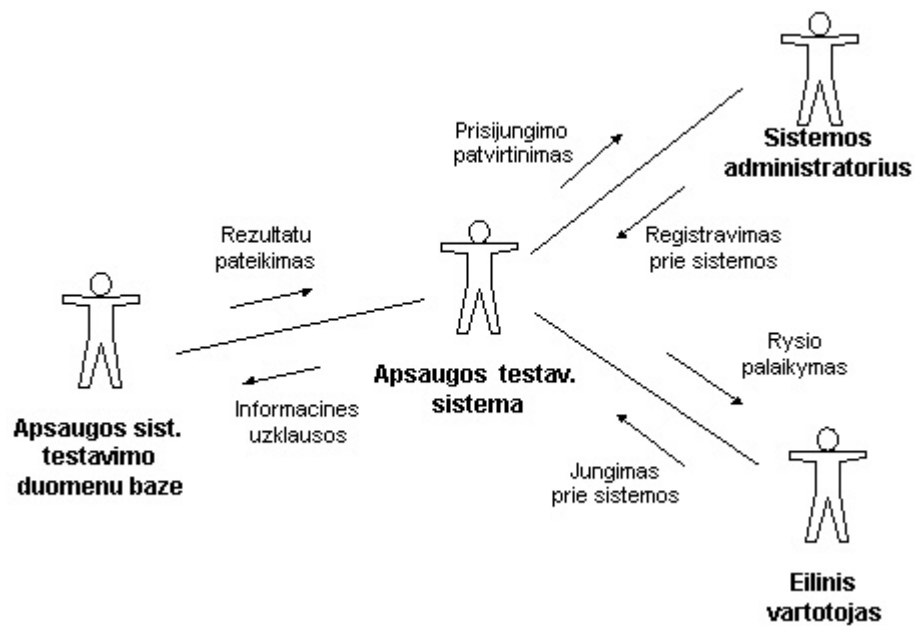 Prisijungimo
patvirtinimas
Sistemos
administratorius
Rezultatu
pateikimas
Registravimas
prie sistemos
Apsaugos testav.
sistema
Rysio
palaikymas
Informacines
uzklausos
Apsaugos sist.
testavimo
duomenu baze
Jungimas
prie sistemos
Eilinis
vartotojas